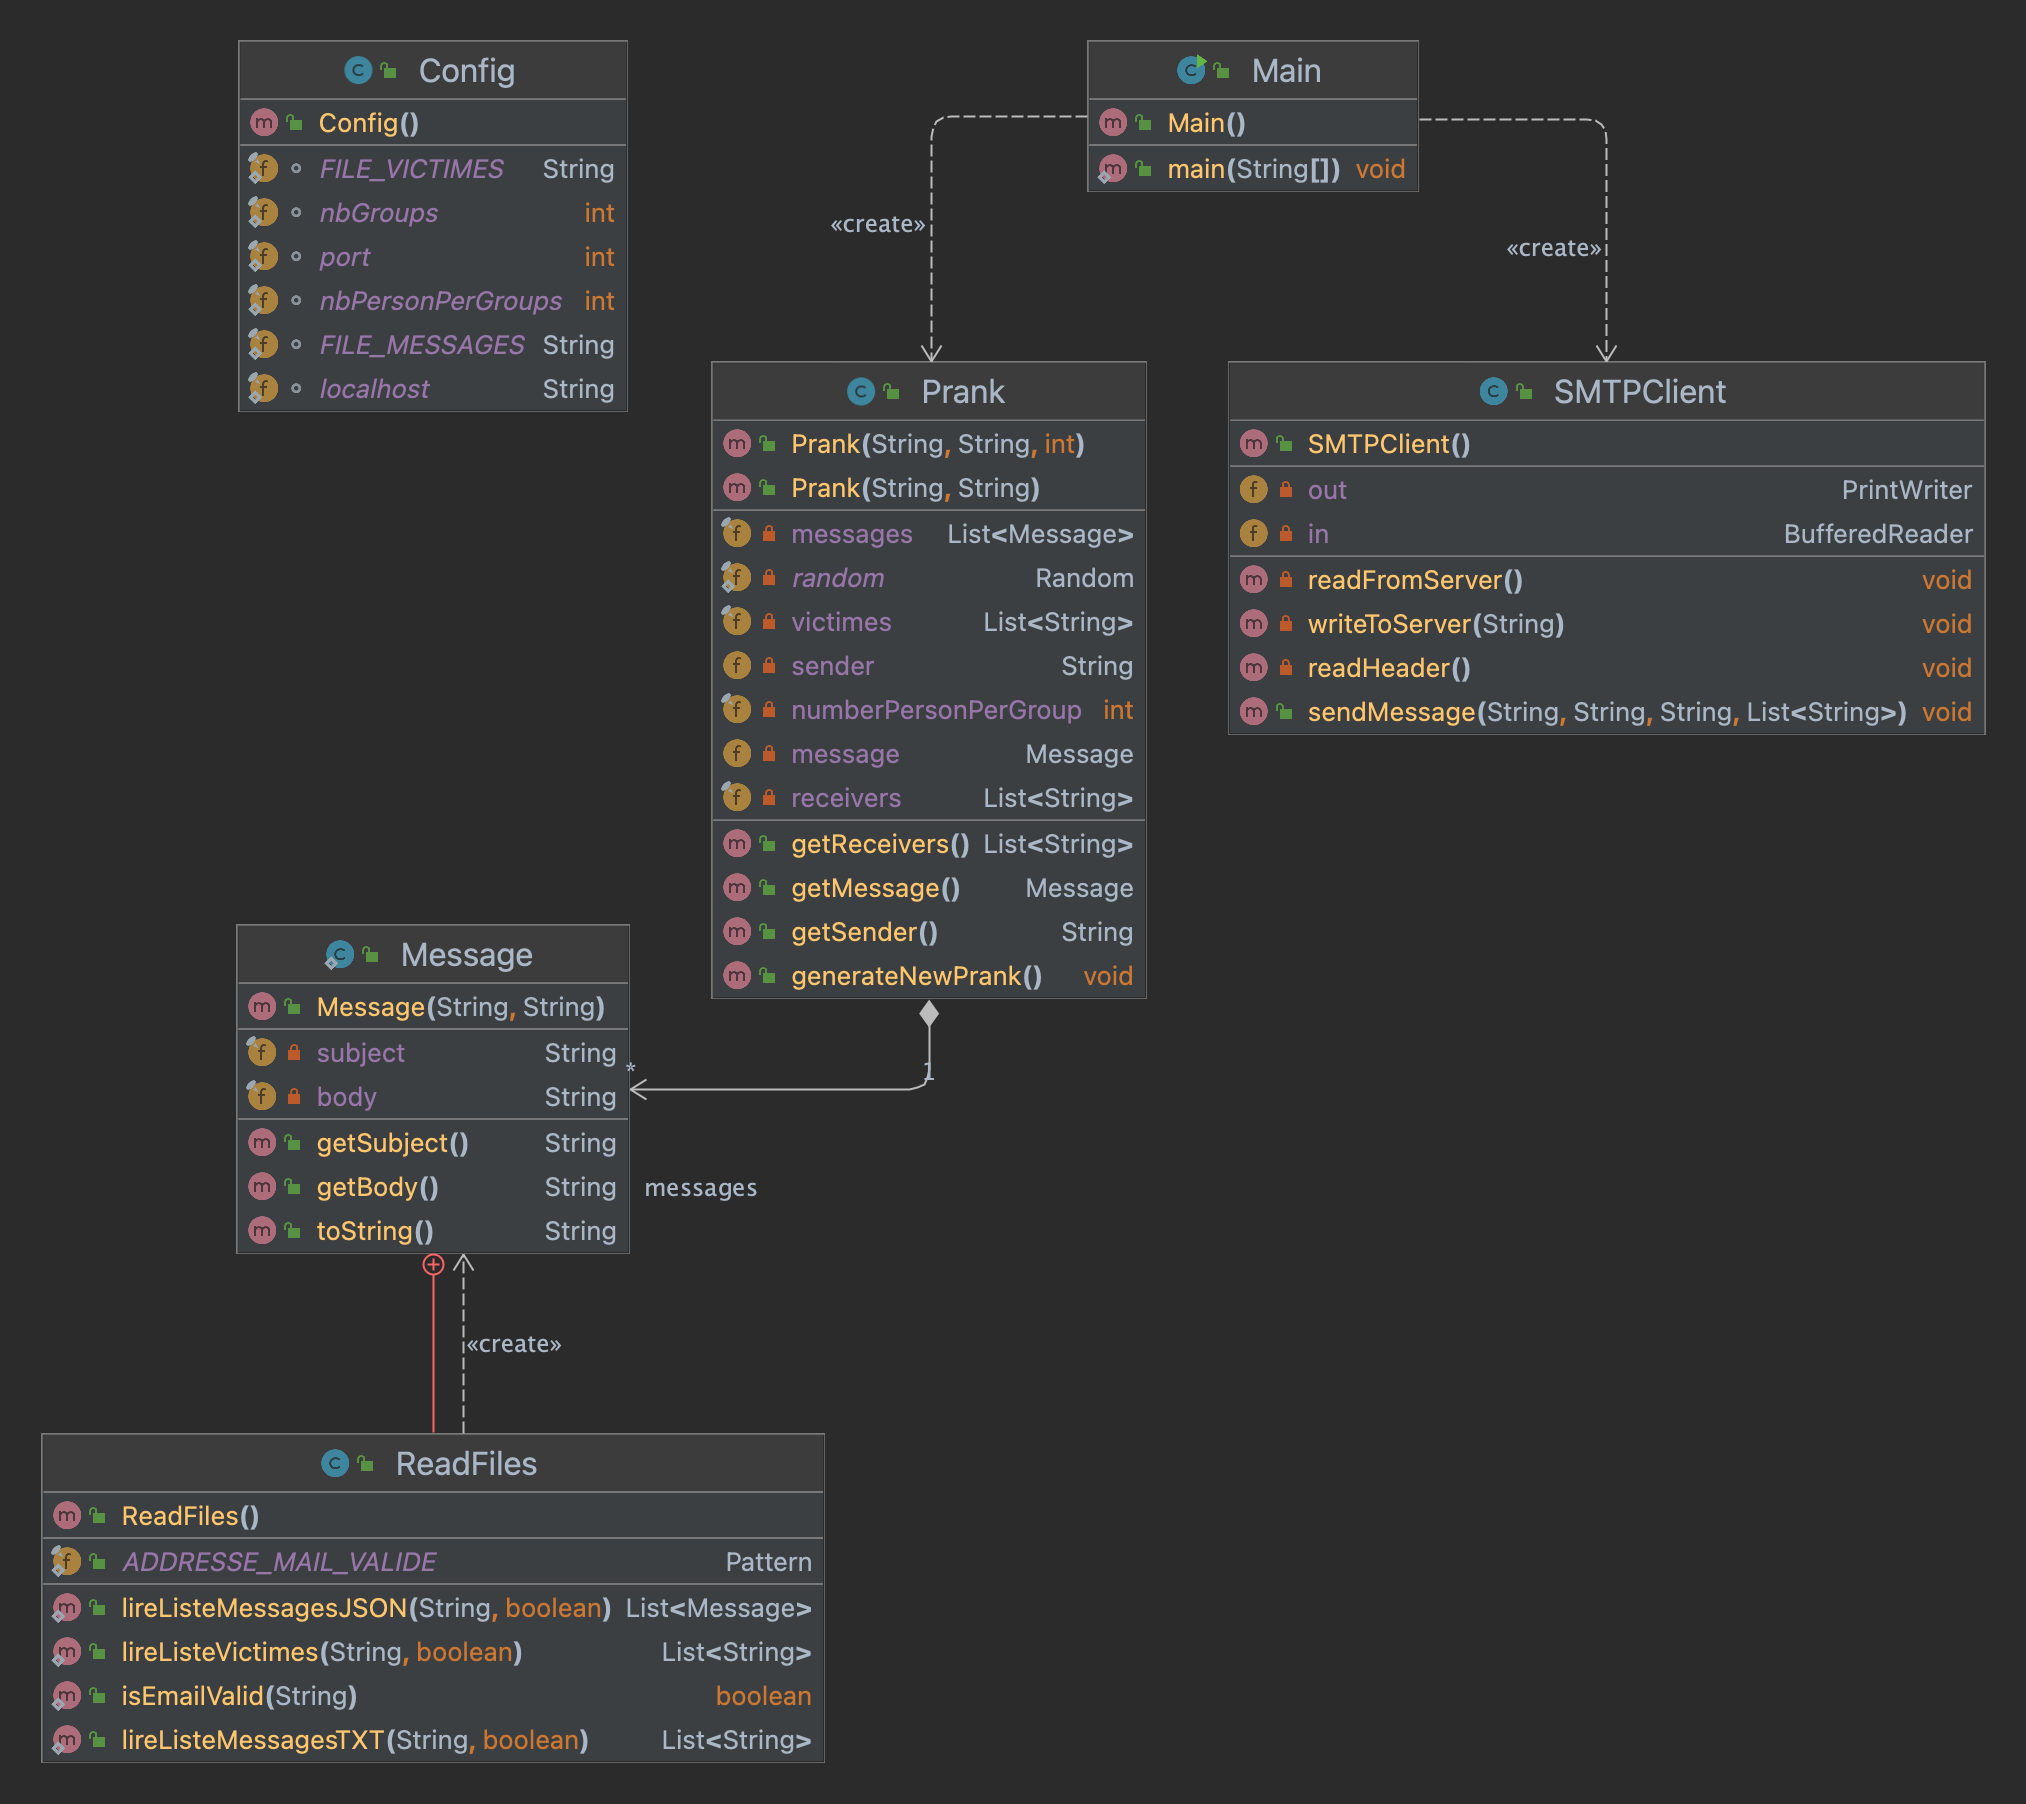 Config
Config()
FILE_VICTIMES String
nbGroups int
port int
nbPersonPerGroups int
FILE_MESSAGES String
localhost String
Main
Main()
main(String[]) void
«create»
«create»
Prank
Prank(String, String, int)
Prank(String, String)
messages List<Message>
random Random
victimes List<String>
sender String
numberPersonPerGroup int
message Message
receivers List<String>
getReceivers() List<String>
getMessage() Message
getSender() String
generateNewPrank() void
SMTPClient
SMTPClient()
out PrintWriter
in BufferedReader
readFromServer() void
writeToServer(String) void
readHeader() void
sendMessage(String, String, String, List<String>) void
Message
Message(String, String)
subject String
body String
getSubject() String
getBody() String
toString() String
*
1
messages
«create»
ReadFiles
ReadFiles()
ADDRESSE_MAIL_VALIDE Pattern
lireListeMessagesJSON(String, boolean) List<Message>
lireListeVictimes(String, boolean) List<String>
isEmailValid(String) boolean
lireListeMessagesTXT(String, boolean) List<String>